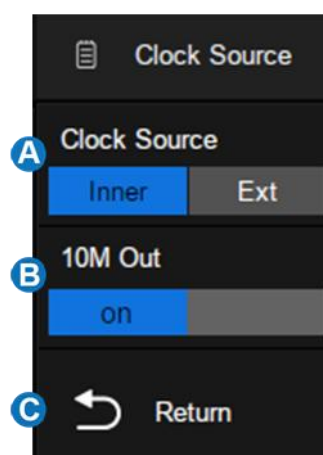 Clock Source
A
Clock Source
Inner Ext
B
10M Out
on
C
Return